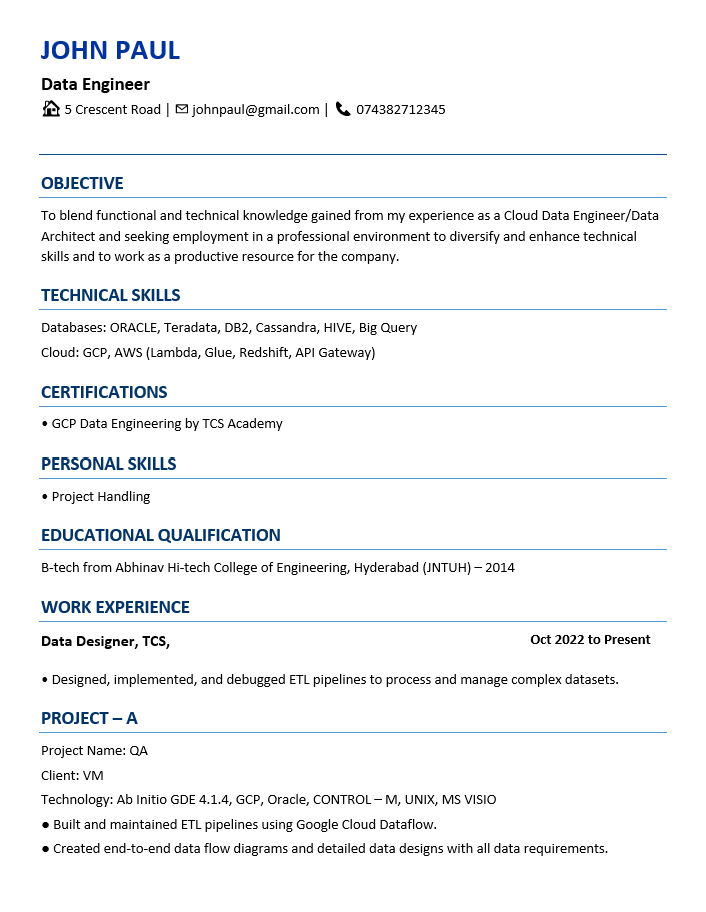 JOHN PAUL
Data Engineer
5 Crescent Road | johnpaul@gmail.com | 074382712345
OBJECTIVE
To blend functional and technical knowledge gained from my experience as a Cloud Data Engineer/Data
Architect and seeking employment in a professional environment to diversify and enhance technical
skills and to work as a productive resource for the company.
TECHNICAL SKILLS
Databases: ORACLE, Teradata, DB2, Cassandra, HIVE, Big Query
Cloud: GCP, AWS (Lambda, Glue, Redshift, API Gateway)
CERTIFICATIONS
• GCP Data Engineering by TCS Academy
PERSONAL SKILLS
• Project Handling
EDUCATIONAL QUALIFICATION
B-tech from Abhinav Hi-tech College of Engineering, Hyderabad (JNTUH) – 2014
WORK EXPERIENCE
Data Designer, TCS, Oct 2022 to Present
• Designed, implemented, and debugged ETL pipelines to process and manage complex datasets.
PROJECT – A
Project Name: QA
Client: VM
Technology: Ab Initio GDE 4.1.4, GCP, Oracle, CONTROL – M, UNIX, MS VISIO
● Built and maintained ETL pipelines using Google Cloud Dataflow.
● Created end-to-end data flow diagrams and detailed data designs with all data requirements.